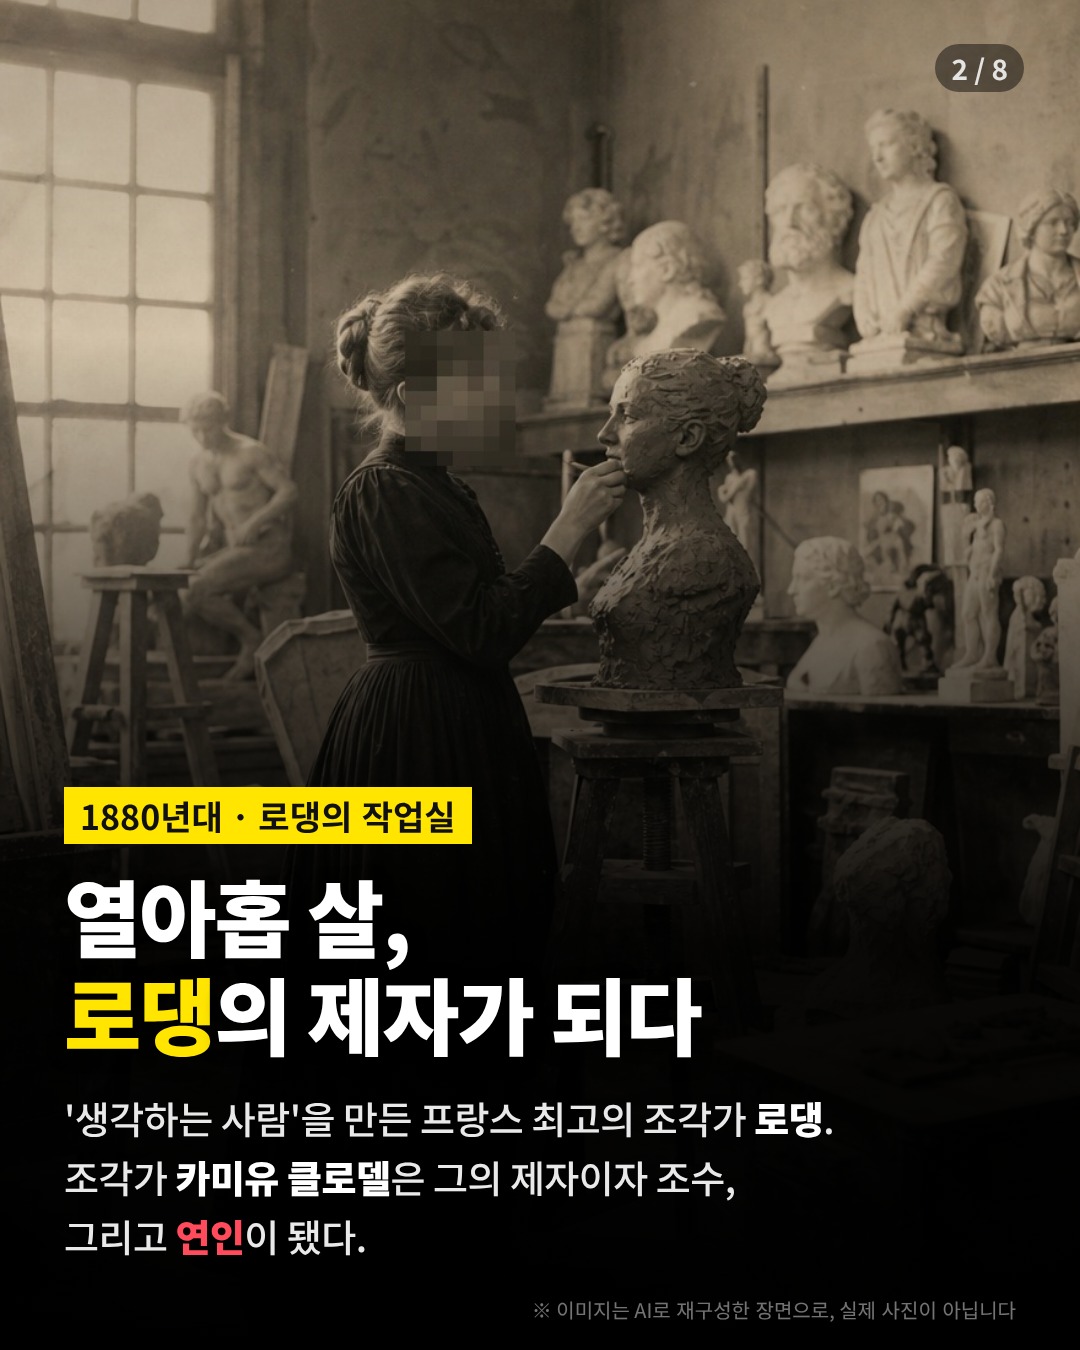 2 / 8
1880년대 · 로댕의 작업실
열아홉 살,
로댕의 제자가 되다
'생각하는 사람'을 만든 프랑스 최고의 조각가 로댕.
조각가 카미유 클로델은 그의 제자이자 조수,
그리고 연인이 됐다.
※ 이미지는 AI로 재구성한 장면으로, 실제 사진이 아닙니다